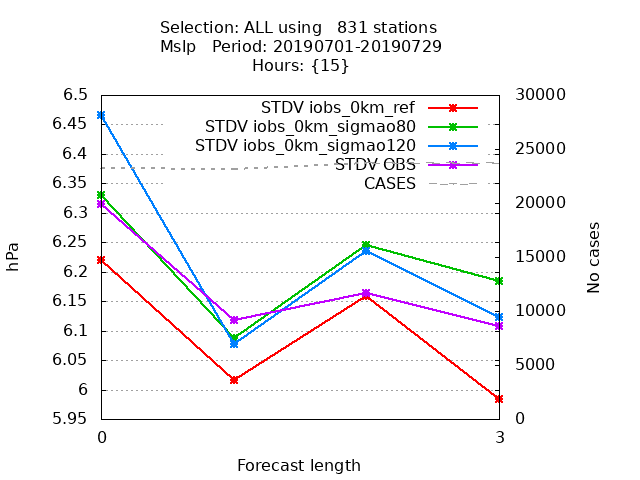 Selection: ALL using   831 stations
Mslp   Period: 20190701-20190729
Hours: {15}
STDV iobs_0km_ref
STDV iobs_0km_sigmao80
STDV iobs_0km_sigmao120
STDV OBS
CASES
6.5
6.45
6.4
6.35
6.3
6.25
6.2
6.15
6.1
6.05
6
5.95
hPa
30000
25000
20000
15000
10000
5000
0
No cases
0
3
Forecast length